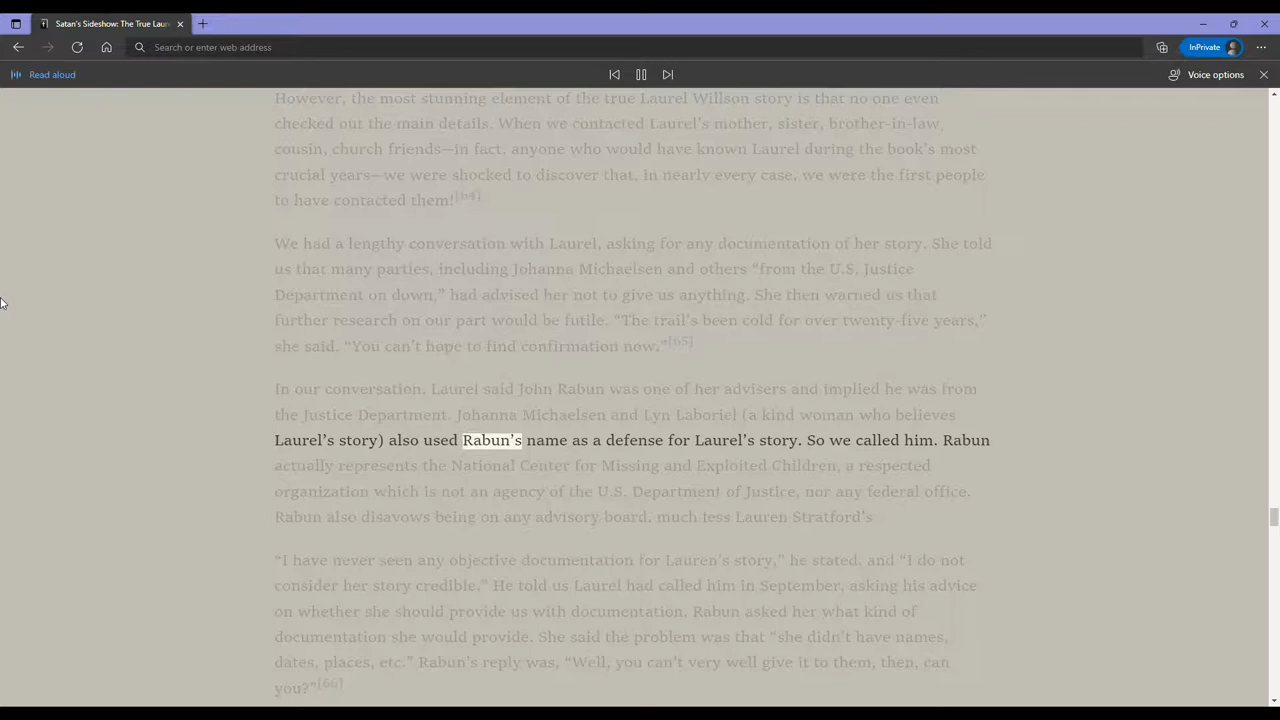 Satan's Sideshow: The True Laur
Search or enter web address
InPrivate
Read aloud
Voice options
However, the most stunning element of the true Laurel Willson story is that no one even
checked out the main details. When we contacted Laurel's mother, sister, brother-in-law,
cousin, church friends—in fact, anyone who would have known Laurel during the book's most
crucial years—we were shocked to discover that, in nearly every case, we were the first people
to have contacted them![64]
We had a lengthy conversation with Laurel, asking for any documentation of her story. She told
us that many parties, including Johanna Michaelsen and others “from the U.S. Justice
Department on down,” had advised her not to give us anything. She then warned us that
further research on our part would be futile. “The trail's been cold for over twenty-five years,”
she said. “You can't hope to find confirmation now.”[65]
In our conversation, Laurel said John Rabun was one of her advisers and implied he was from
the Justice Department. Johanna Michaelsen and Lyn Laboriel (a kind woman who believes
Laurel's story) also used Rabun's name as a defense for Laurel's story. So we called him. Rabun
actually represents the National Center for Missing and Exploited Children, a respected
organization which is not an agency of the U.S. Department of Justice, nor any federal office.
Rabun also disavows being on any advisory board, much less Lauren Stratford's
“I have never seen any objective documentation for Lauren's story,” he stated, and “I do not
consider her story credible.” He told us Laurel had called him in September, asking his advice
on whether she should provide us with documentation. Rabun asked her what kind of
documentation she would provide. She said the problem was that “she didn't have names,
dates, places, etc.” Rabun's reply was, “Well, you can't very well give it to them, then, can
you?”[66]